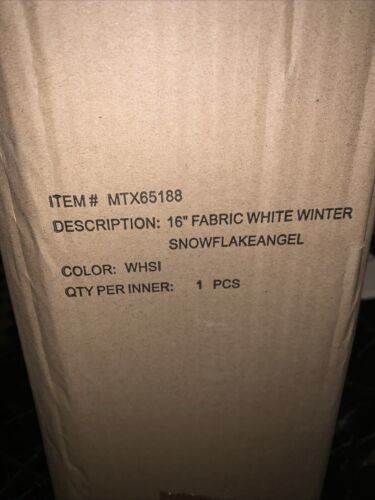 ITEM # MTX65188
DESCRIPTION: 16" FABRIC WHITE WINTER
SNOWFLAKEANGEL
COLOR: WHSI
QTY PER INNER: 1 PCS